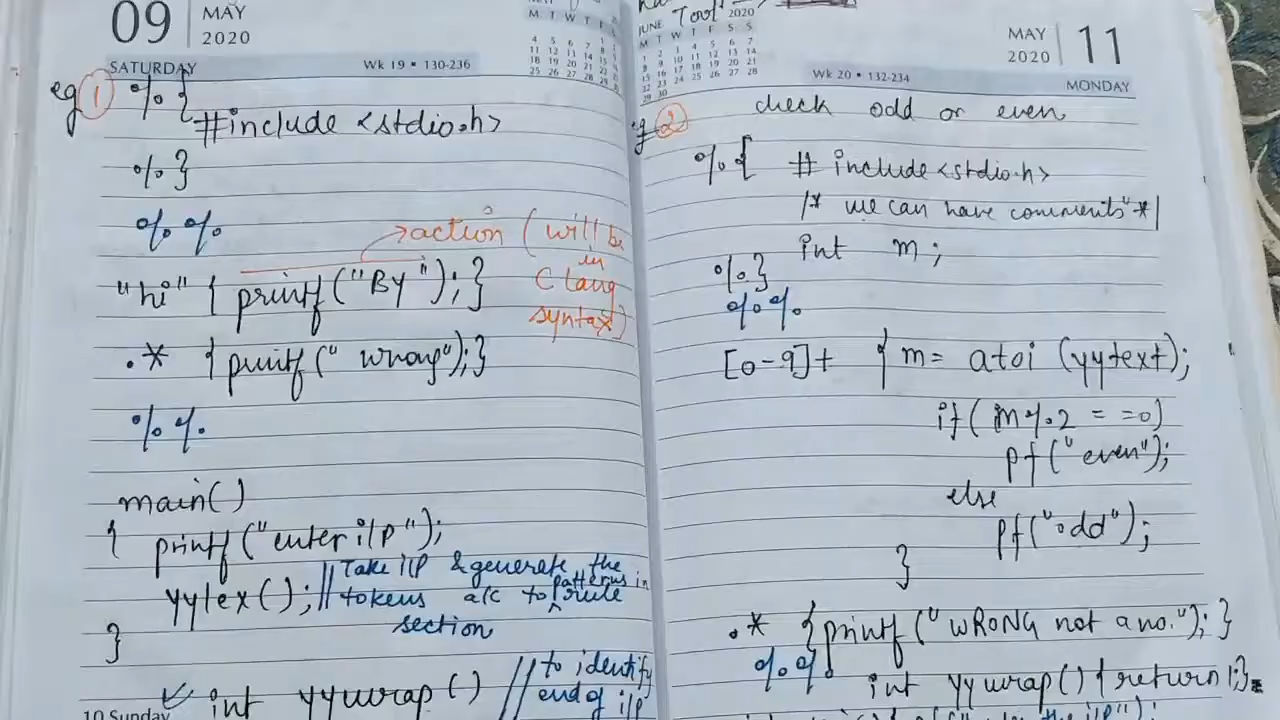 09 MAY 2020
SATURDAY Wk 19 • 130-236
eg 1 %{
#include <stdio.h>
%}
%%
→action (will be
in
C lang
syntax)
"hi" { printf("By"); }
.* {printf(" wrong");}
%%
main()
{ printf("enter i/p");
yylex(); // Take i/p & generate the
tokens a/c to patterns in rule
section
}
int yywrap() // to identify
end of i/p
10 Sunday
JUNE 2020
Tool
M T W T F S S
MAY 2020 11
Wk 20 • 132-234 MONDAY
eg 2 check odd or even
%{ # include <stdio.h>
/* we can have comments" */
int m;
%}
%%
[0-9]+ { m= atoi (yytext);
if( m%2 = =0)
pf("even");
else
pf("odd");
}
.* {printf(" WRONG not a no."); }
%%
int yywrap() {return 1;}